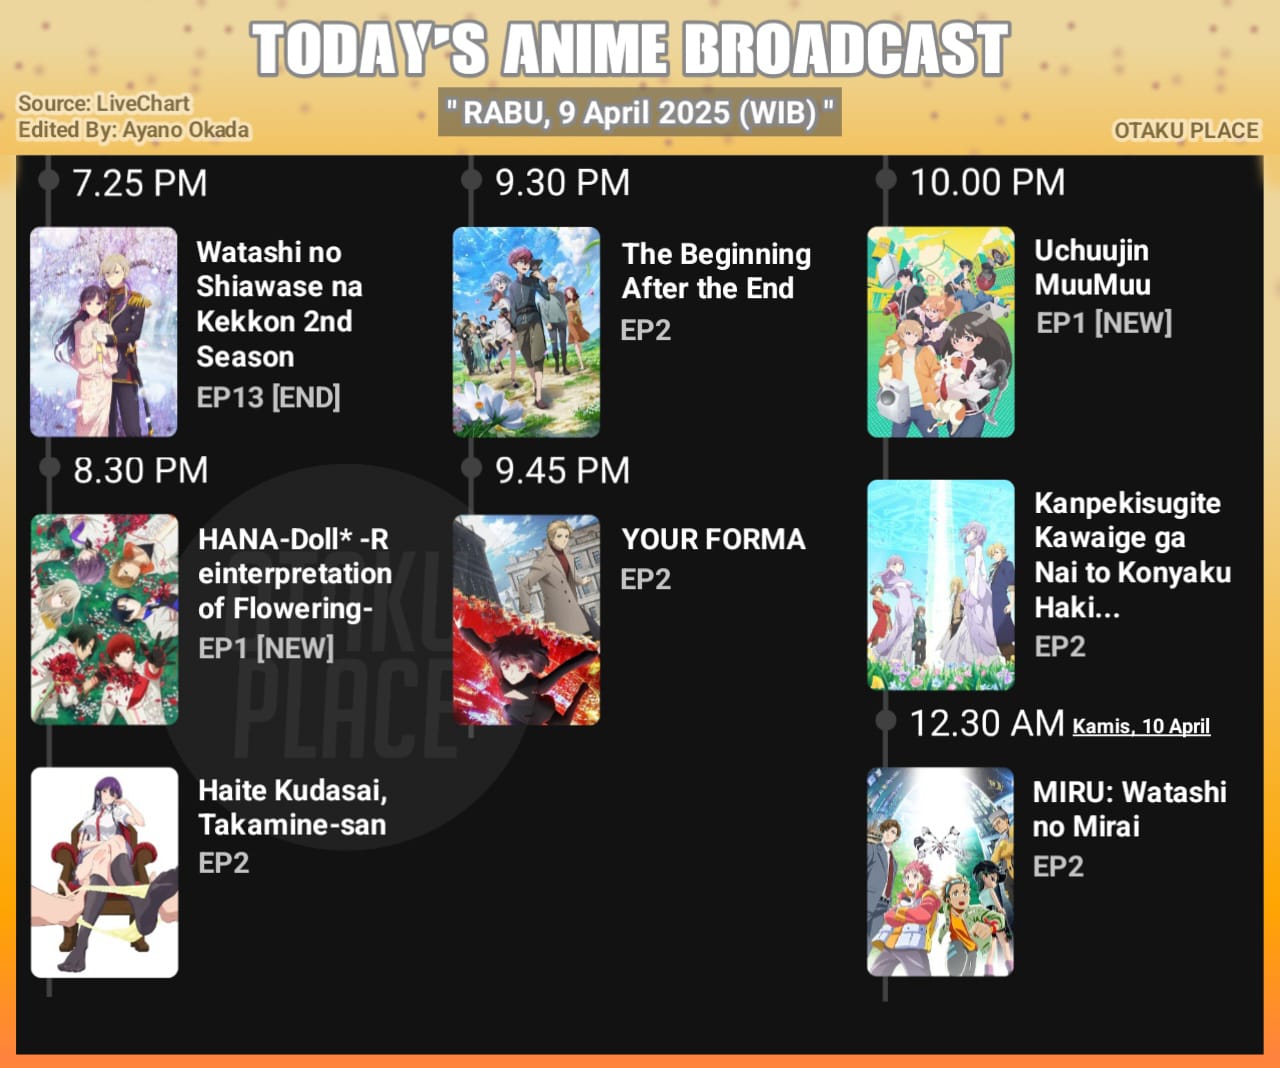 TODAY'S ANIME BROADCAST
Source: LiveChart
Edited By: Ayano Okada
" RABU, 9 April 2025 (WIB) "
OTAKU PLACE
7.25 PM
Watashi no
Shiawase na
Kekkon 2nd
Season
EP13 [END]
8.30 PM
HANA-Doll* -R
einterpretation
of Flowering-
EP1 [NEW]
Haite Kudasai,
Takamine-san
EP2
9.30 PM
The Beginning
After the End
EP2
9.45 PM
YOUR FORMA
EP2
10.00 PM
Uchuujin
MuuMuu
EP1 [NEW]
Kanpekisugite
Kawaige ga
Nai to Konyaku
Haki...
EP2
12.30 AM Kamis, 10 April
MIRU: Watashi
no Mirai
EP2
OTAKU
PLACE